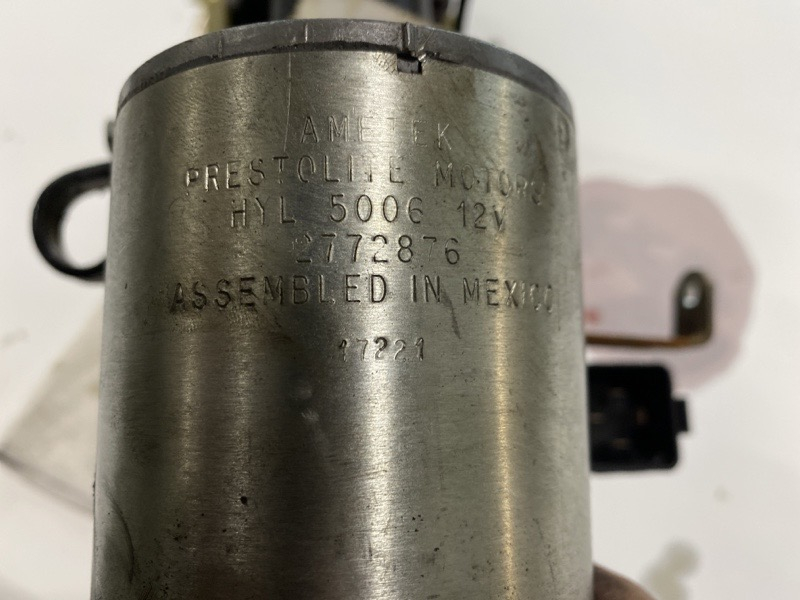 AMETEK
PRESTOLITE MOTORS
HYL 5006 12V
2772876
ASSEMBLED IN MEXICO
17221